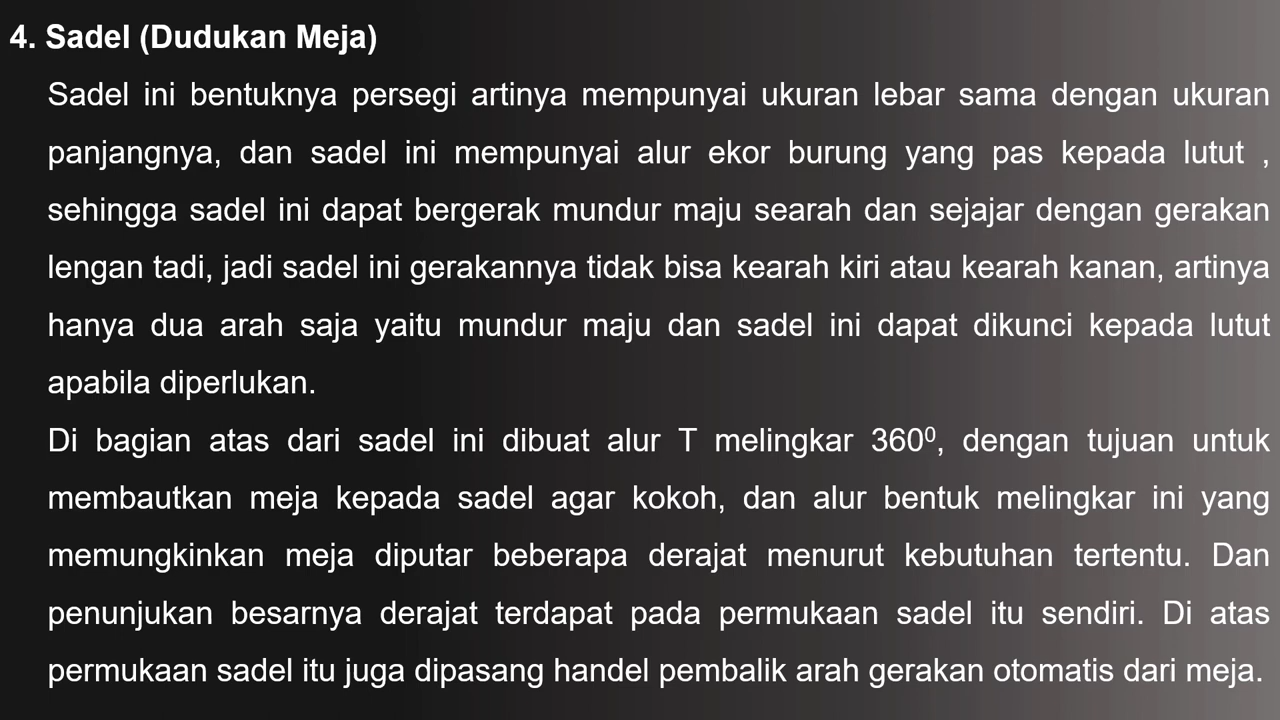 4. Sadel (Dudukan Meja)
Sadel ini bentuknya persegi artinya mempunyai ukuran lebar sama dengan ukuran
panjangnya, dan sadel ini mempunyai alur ekor burung yang pas kepada lutut ,
sehingga sadel ini dapat bergerak mundur maju searah dan sejajar dengan gerakan
lengan tadi, jadi sadel ini gerakannya tidak bisa kearah kiri atau kearah kanan, artinya
hanya dua arah saja yaitu mundur maju dan sadel ini dapat dikunci kepada lutut
apabila diperlukan.
Di bagian atas dari sadel ini dibuat alur T melingkar 360⁰, dengan tujuan untuk
membautkan meja kepada sadel agar kokoh, dan alur bentuk melingkar ini yang
memungkinkan meja diputar beberapa derajat menurut kebutuhan tertentu. Dan
penunjukan besarnya derajat terdapat pada permukaan sadel itu sendiri. Di atas
permukaan sadel itu juga dipasang handel pembalik arah gerakan otomatis dari meja.